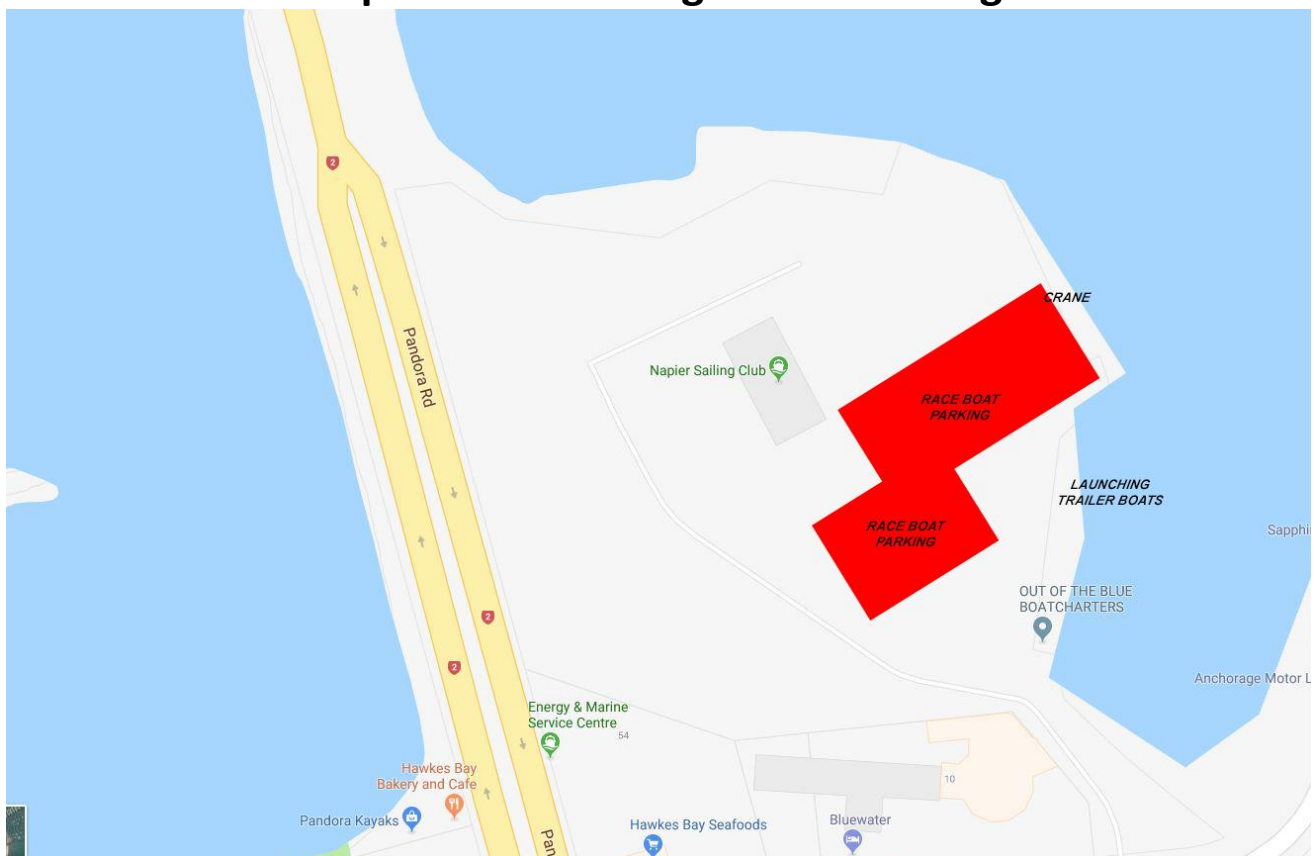 2
CRANE
Pandora Rd
Napier Sailing Club
RACE BOAT
PARKING
LAUNCHING
TRAILER BOATS
RACE BOAT
PARKING
Sapphi
OUT OF THE BLUE
BOATCHARTERS
2
2
Anchorage Motor L
Energy & Marine
Service Centre
54
Hawkes Bay
Bakery and Cafe
10
Pandora Kayaks
Hawkes Bay Seafoods
Bluewater
Pan